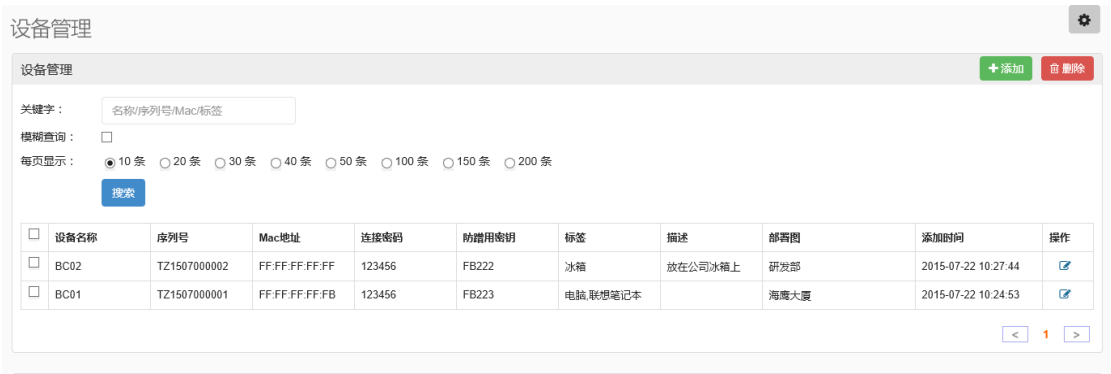 设备管理
设备管理 添加 删除
关键字： 名称/序列号/Mac/标签
模糊查询：
每页显示： 10 条 20 条 30 条 40 条 50 条 100 条 150 条 200 条
搜索
设备名称 序列号 Mac地址 连接密码 防蹭用密钥 标签 描述 部署图 添加时间 操作
BC02 TZ1507000002 FF:FF:FF:FF:FF 123456 FB222 冰箱 放在公司冰箱上 研发部 2015-07-22 10:27:44
BC01 TZ1507000001 FF:FF:FF:FF:FB 123456 FB223 电脑,联想笔记本 海鹰大厦 2015-07-22 10:24:53
< 1 >